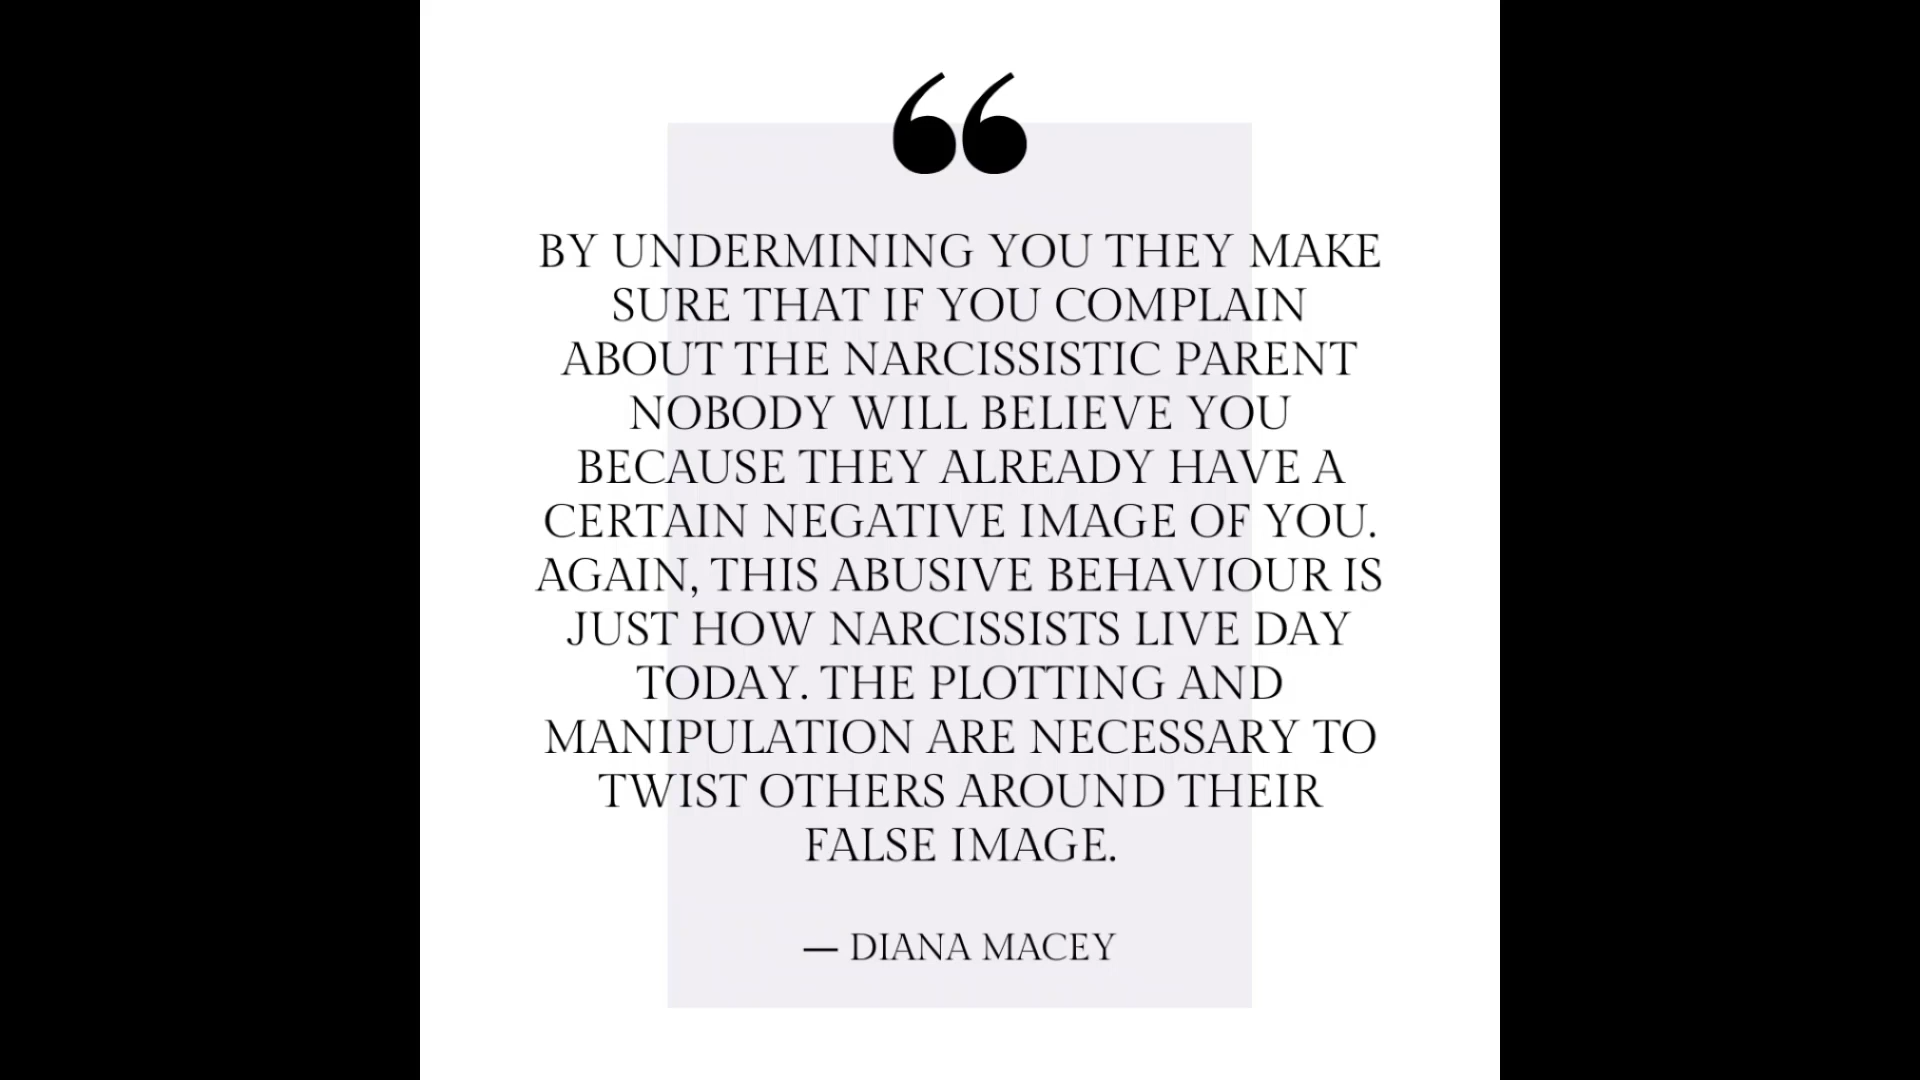 “
BY UNDERMINING YOU THEY MAKE
SURE THAT IF YOU COMPLAIN
ABOUT THE NARCISSISTIC PARENT
NOBODY WILL BELIEVE YOU
BECAUSE THEY ALREADY HAVE A
CERTAIN NEGATIVE IMAGE OF YOU.
AGAIN, THIS ABUSIVE BEHAVIOUR IS
JUST HOW NARCISSISTS LIVE DAY
TODAY. THE PLOTTING AND
MANIPULATION ARE NECESSARY TO
TWIST OTHERS AROUND THEIR
FALSE IMAGE.
— DIANA MACEY